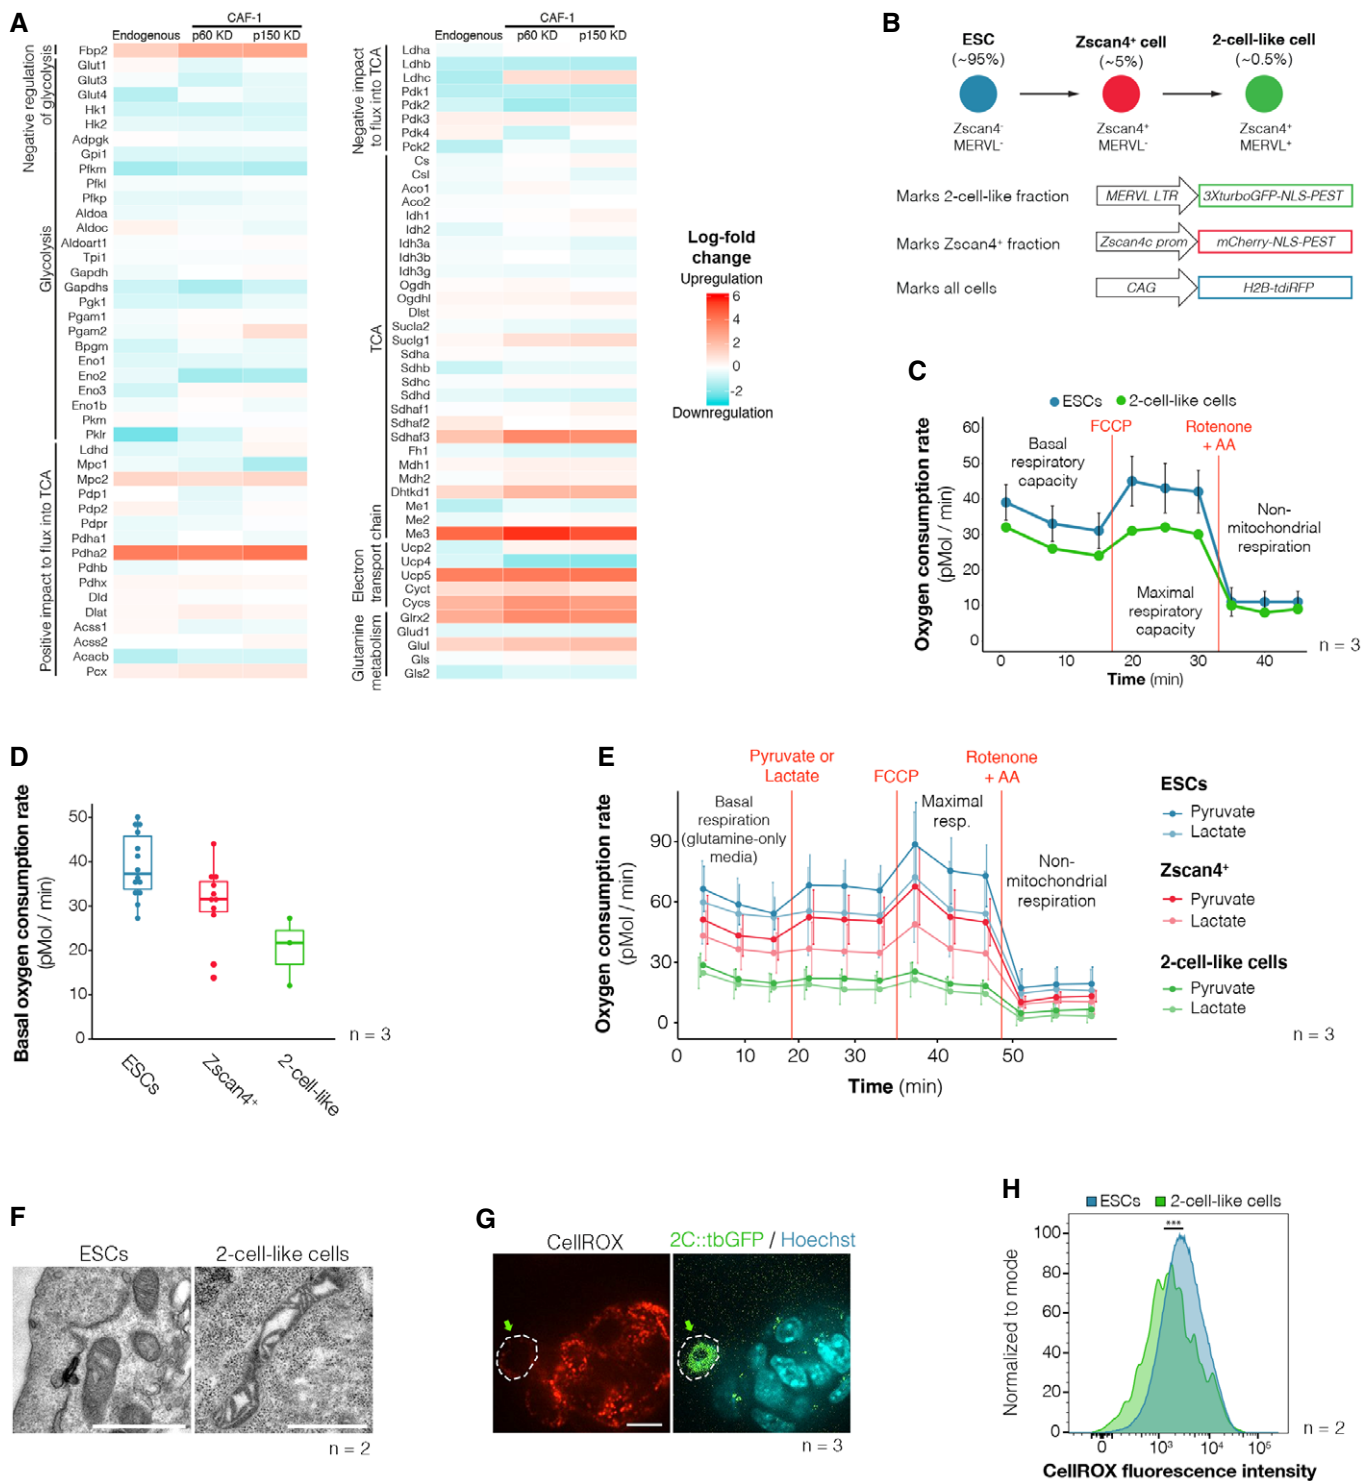 A
CAF-1
Endogenous
p60 KD
p150 KD
Negative regulation
of glycolysis
Glycolysis
Positive impact to flux into TCA
Fbp2
Glut1
Glut3
Glut4
Hk1
Hk2
Adpgk
Gpi1
Pfkm
Pfkl
Pfkp
Aldoa
Aldoc
Aldoart1
Tpi1
Gapdh
Gapdhs
Pgk1
Pgam1
Pgam2
Bpgm
Eno1
Eno2
Eno3
Eno1b
Pkm
Pklr
Ldhd
Mpc1
Mpc2
Pdp1
Pdp2
Pdpr
Pdha1
Pdha2
Pdhb
Pdhx
Dld
Dlat
Acss1
Acss2
Acacb
Pcx
CAF-1
Endogenous
p60 KD
p150 KD
Negative impact
to flux into TCA
TCA
Electron
transport chain
Glutamine
metabolism
Ldha
Ldhb
Ldhc
Pdk1
Pdk2
Pdk3
Pdk4
Pck2
Cs
Csl
Aco1
Aco2
Idh1
Idh2
Idh3a
Idh3b
Idh3g
Ogdh
Ogdhl
Dlst
Sucla2
Suclg1
Sdha
Sdhb
Sdhc
Sdhd
Sdhaf1
Sdhaf2
Sdhaf3
Fh1
Mdh1
Mdh2
Dhtkd1
Me1
Me2
Me3
Ucp2
Ucp4
Ucp5
Cyct
Cycs
Glrx2
Glud1
Glul
Gls
Gls2
Log-fold
change
Upregulation
6
4
2
0
-2
Downregulation
B
ESC
(~95%)
Zscan4⁺ cell
(~5%)
2-cell-like cell
(~0.5%)
Zscan4⁻
MERVL⁻
Zscan4⁺
MERVL⁻
Zscan4⁺
MERVL⁺
Marks 2-cell-like fraction
MERVL LTR
3XturboGFP-NLS-PEST
Marks Zscan4⁺ fraction
Zscan4c prom
mCherry-NLS-PEST
Marks all cells
CAG
H2B-tdiRFP
C
ESCs
2-cell-like cells
FCCP
Rotenone
+ AA
Basal
respiratory
capacity
Maximal
respiratory
capacity
Non-
mitochondrial
respiration
Oxygen consumption rate
(pMol / min)
60
50
40
30
20
10
0
0
10
20
30
40
Time (min)
n = 3
D
Basal oxygen consumption rate
(pMol / min)
50
40
30
20
10
0
ESCs
Zscan4⁺
2-cell-like
n = 3
E
Pyruvate or
Lactate
FCCP
Rotenone
+ AA
Basal
respiration
(glutamine-only
media)
Maximal
resp.
Non-
mitochondrial
respiration
Oxygen consumption rate
(pMol / min)
90
60
30
0
0
10
20
30
40
50
Time (min)
ESCs
Pyruvate
Lactate
Zscan4⁺
Pyruvate
Lactate
2-cell-like cells
Pyruvate
Lactate
n = 3
F
ESCs
2-cell-like cells
n = 2
G
CellROX
2C::tbGFP / Hoechst
n = 3
H
ESCs
2-cell-like cells
***
Normalized to mode
100
80
60
40
20
0
0
10³
10⁴
10⁵
CellROX fluorescence intensity
n = 2